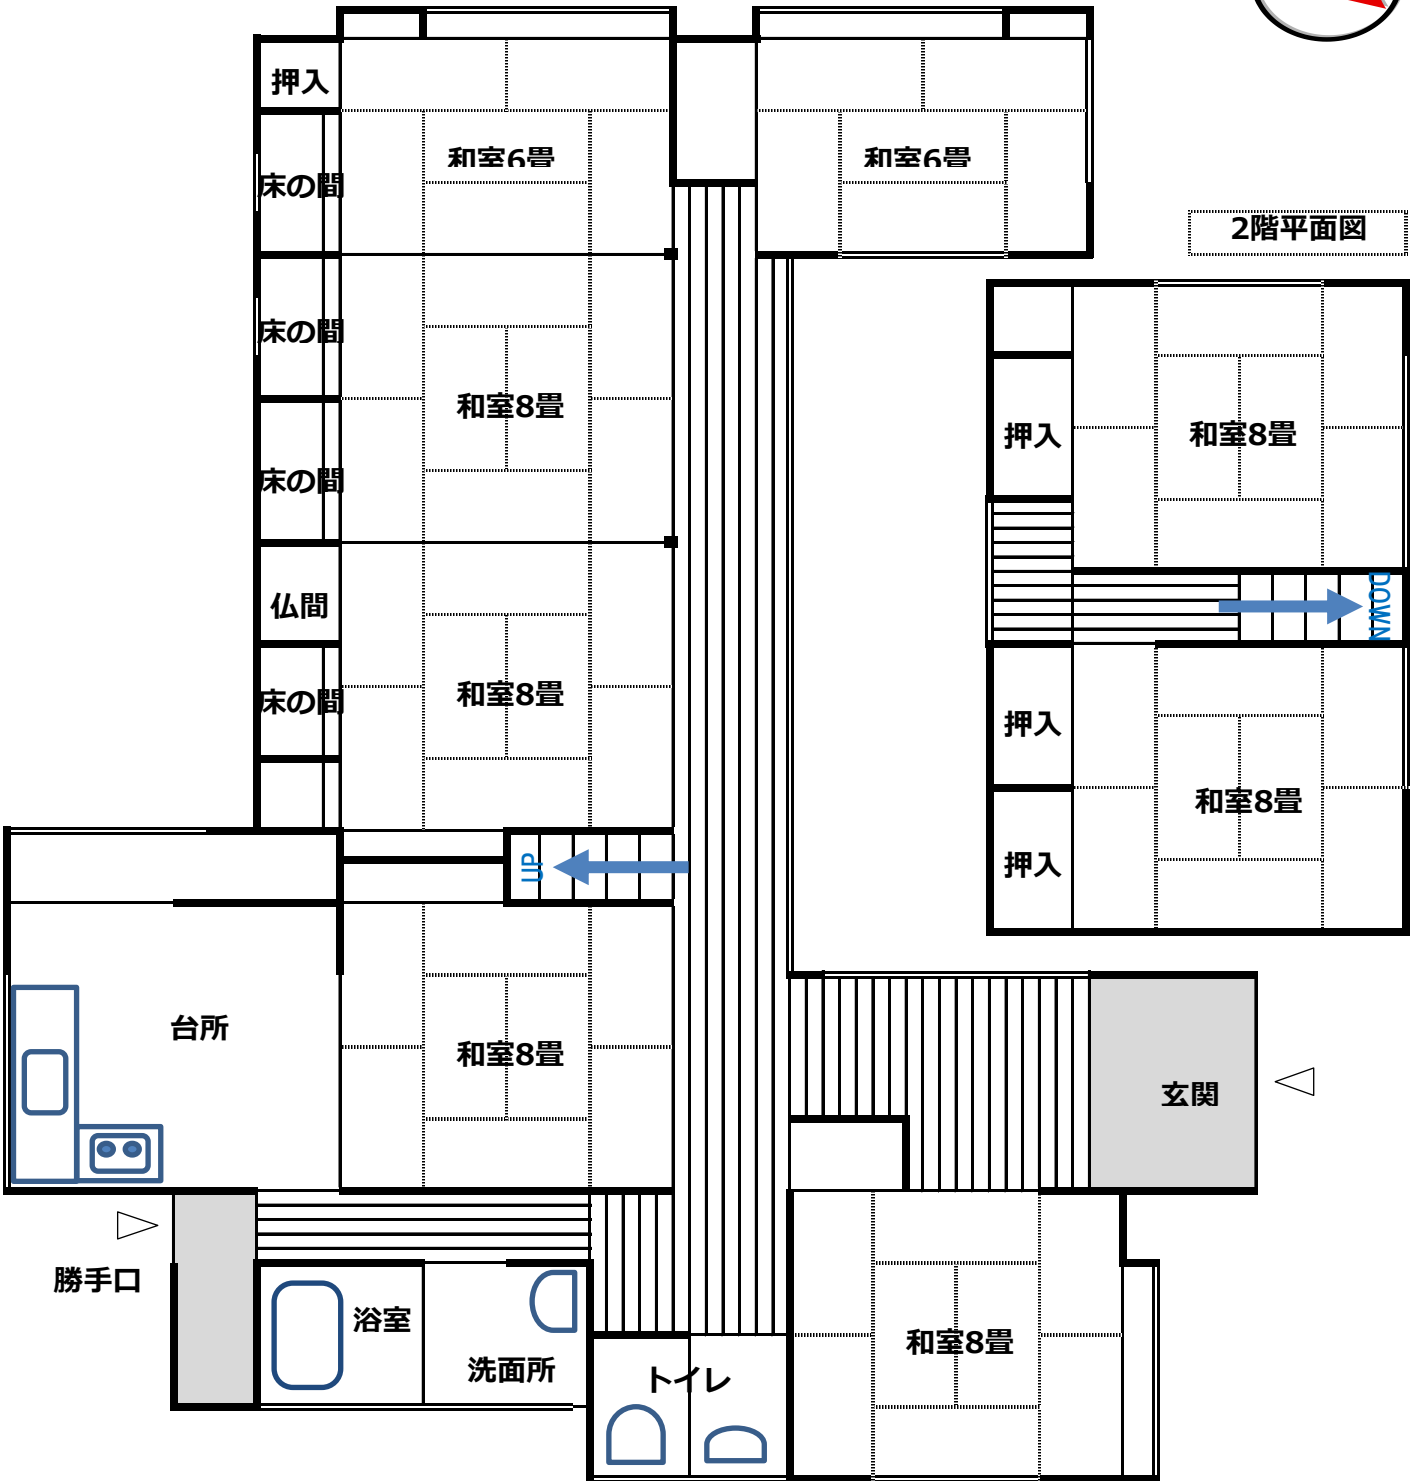 押入
和室6畳
和室6畳
床の間
2階平面図
床の間
和室8畳
押入
和室8畳
床の間
DOWN
仏間
和室8畳
床の間
押入
和室8畳
UP
押入
台所
和室8畳
玄関
勝手口
浴室
和室8畳
洗面所
トイレ